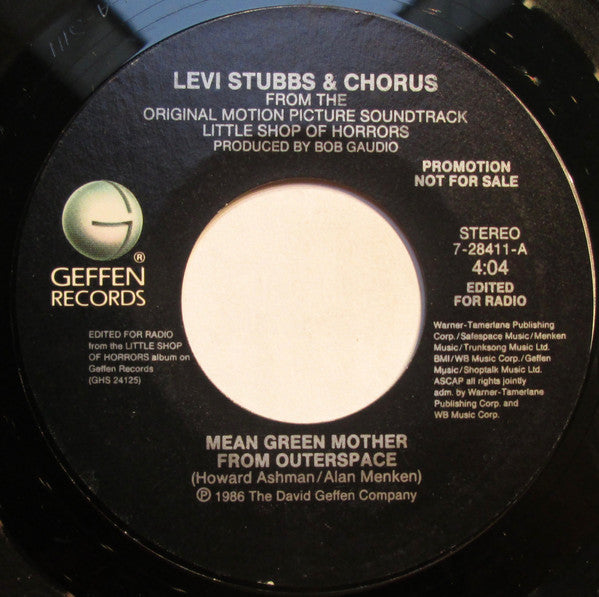 LEVI STUBBS & CHORUS
FROM THE
ORIGINAL MOTION PICTURE SOUNDTRACK
LITTLE SHOP OF HORRORS
PRODUCED BY BOB GAUDIO
PROMOTION
NOT FOR SALE
G
®
GEFFEN
RECORDS
STEREO
7-28411-A
4:04
EDITED
FOR RADIO
EDITED FOR RADIO
from the LITTLE SHOP
OF HORRORS album on
Geffen Records
(GHS 24125)
Warner-Tamerlane Publishing
Corp./Salespace Music/Menken
Music/Trunksong Music Ltd.
BMI/WB Music Corp./Geffen
Music/Shoptalk Music Ltd.
ASCAP all rights jointly
adm. by Warner-Tamerlane
Publishing Corp. and
WB Music Corp.
MEAN GREEN MOTHER
FROM OUTERSPACE
(Howard Ashman/Alan Menken)
℗ 1986 The David Geffen Company